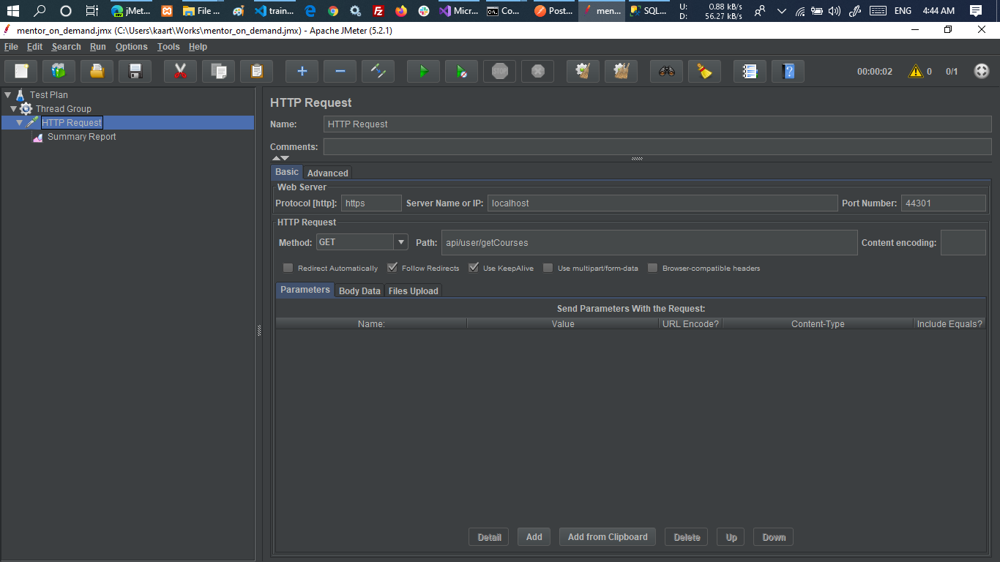 jMet...
File ...
train...
Micr...
Co...
Post...
men...
SQL...
U: 0.88 kB/s
D: 56.27 kB/s
ENG
4:44 AM
mentor_on_demand.jmx (C:\Users\kaart\Works\mentor_on_demand.jmx) - Apache JMeter (5.2.1)
File Edit Search Run Options Tools Help
STOP
00:00:02
0
0/1
Test Plan
Thread Group
HTTP Request
Summary Report
HTTP Request
Name: HTTP Request
Comments:
Basic Advanced
Web Server
Protocol [http]: https Server Name or IP: localhost Port Number: 44301
HTTP Request
Method: GET Path: api/user/getCourses Content encoding:
Redirect Automatically Follow Redirects Use KeepAlive Use multipart/form-data Browser-compatible headers
Parameters Body Data Files Upload
Send Parameters With the Request:
Name: Value URL Encode? Content-Type Include Equals?
Detail Add Add from Clipboard Delete Up Down